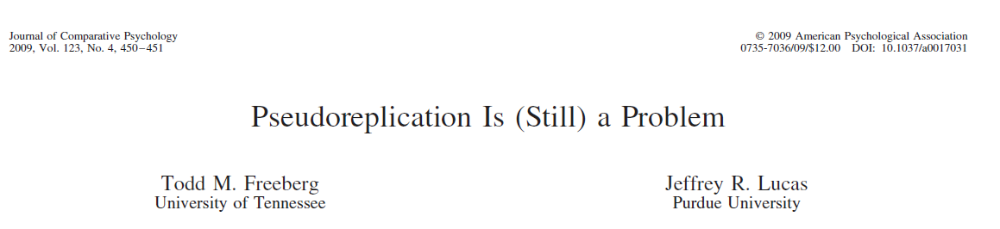 Journal of Comparative Psychology
2009, Vol. 123, No. 4, 450–451
© 2009 American Psychological Association
0735-7036/09/$12.00 DOI: 10.1037/a0017031
Pseudoreplication Is (Still) a Problem
Todd M. Freeberg
University of Tennessee
Jeffrey R. Lucas
Purdue University